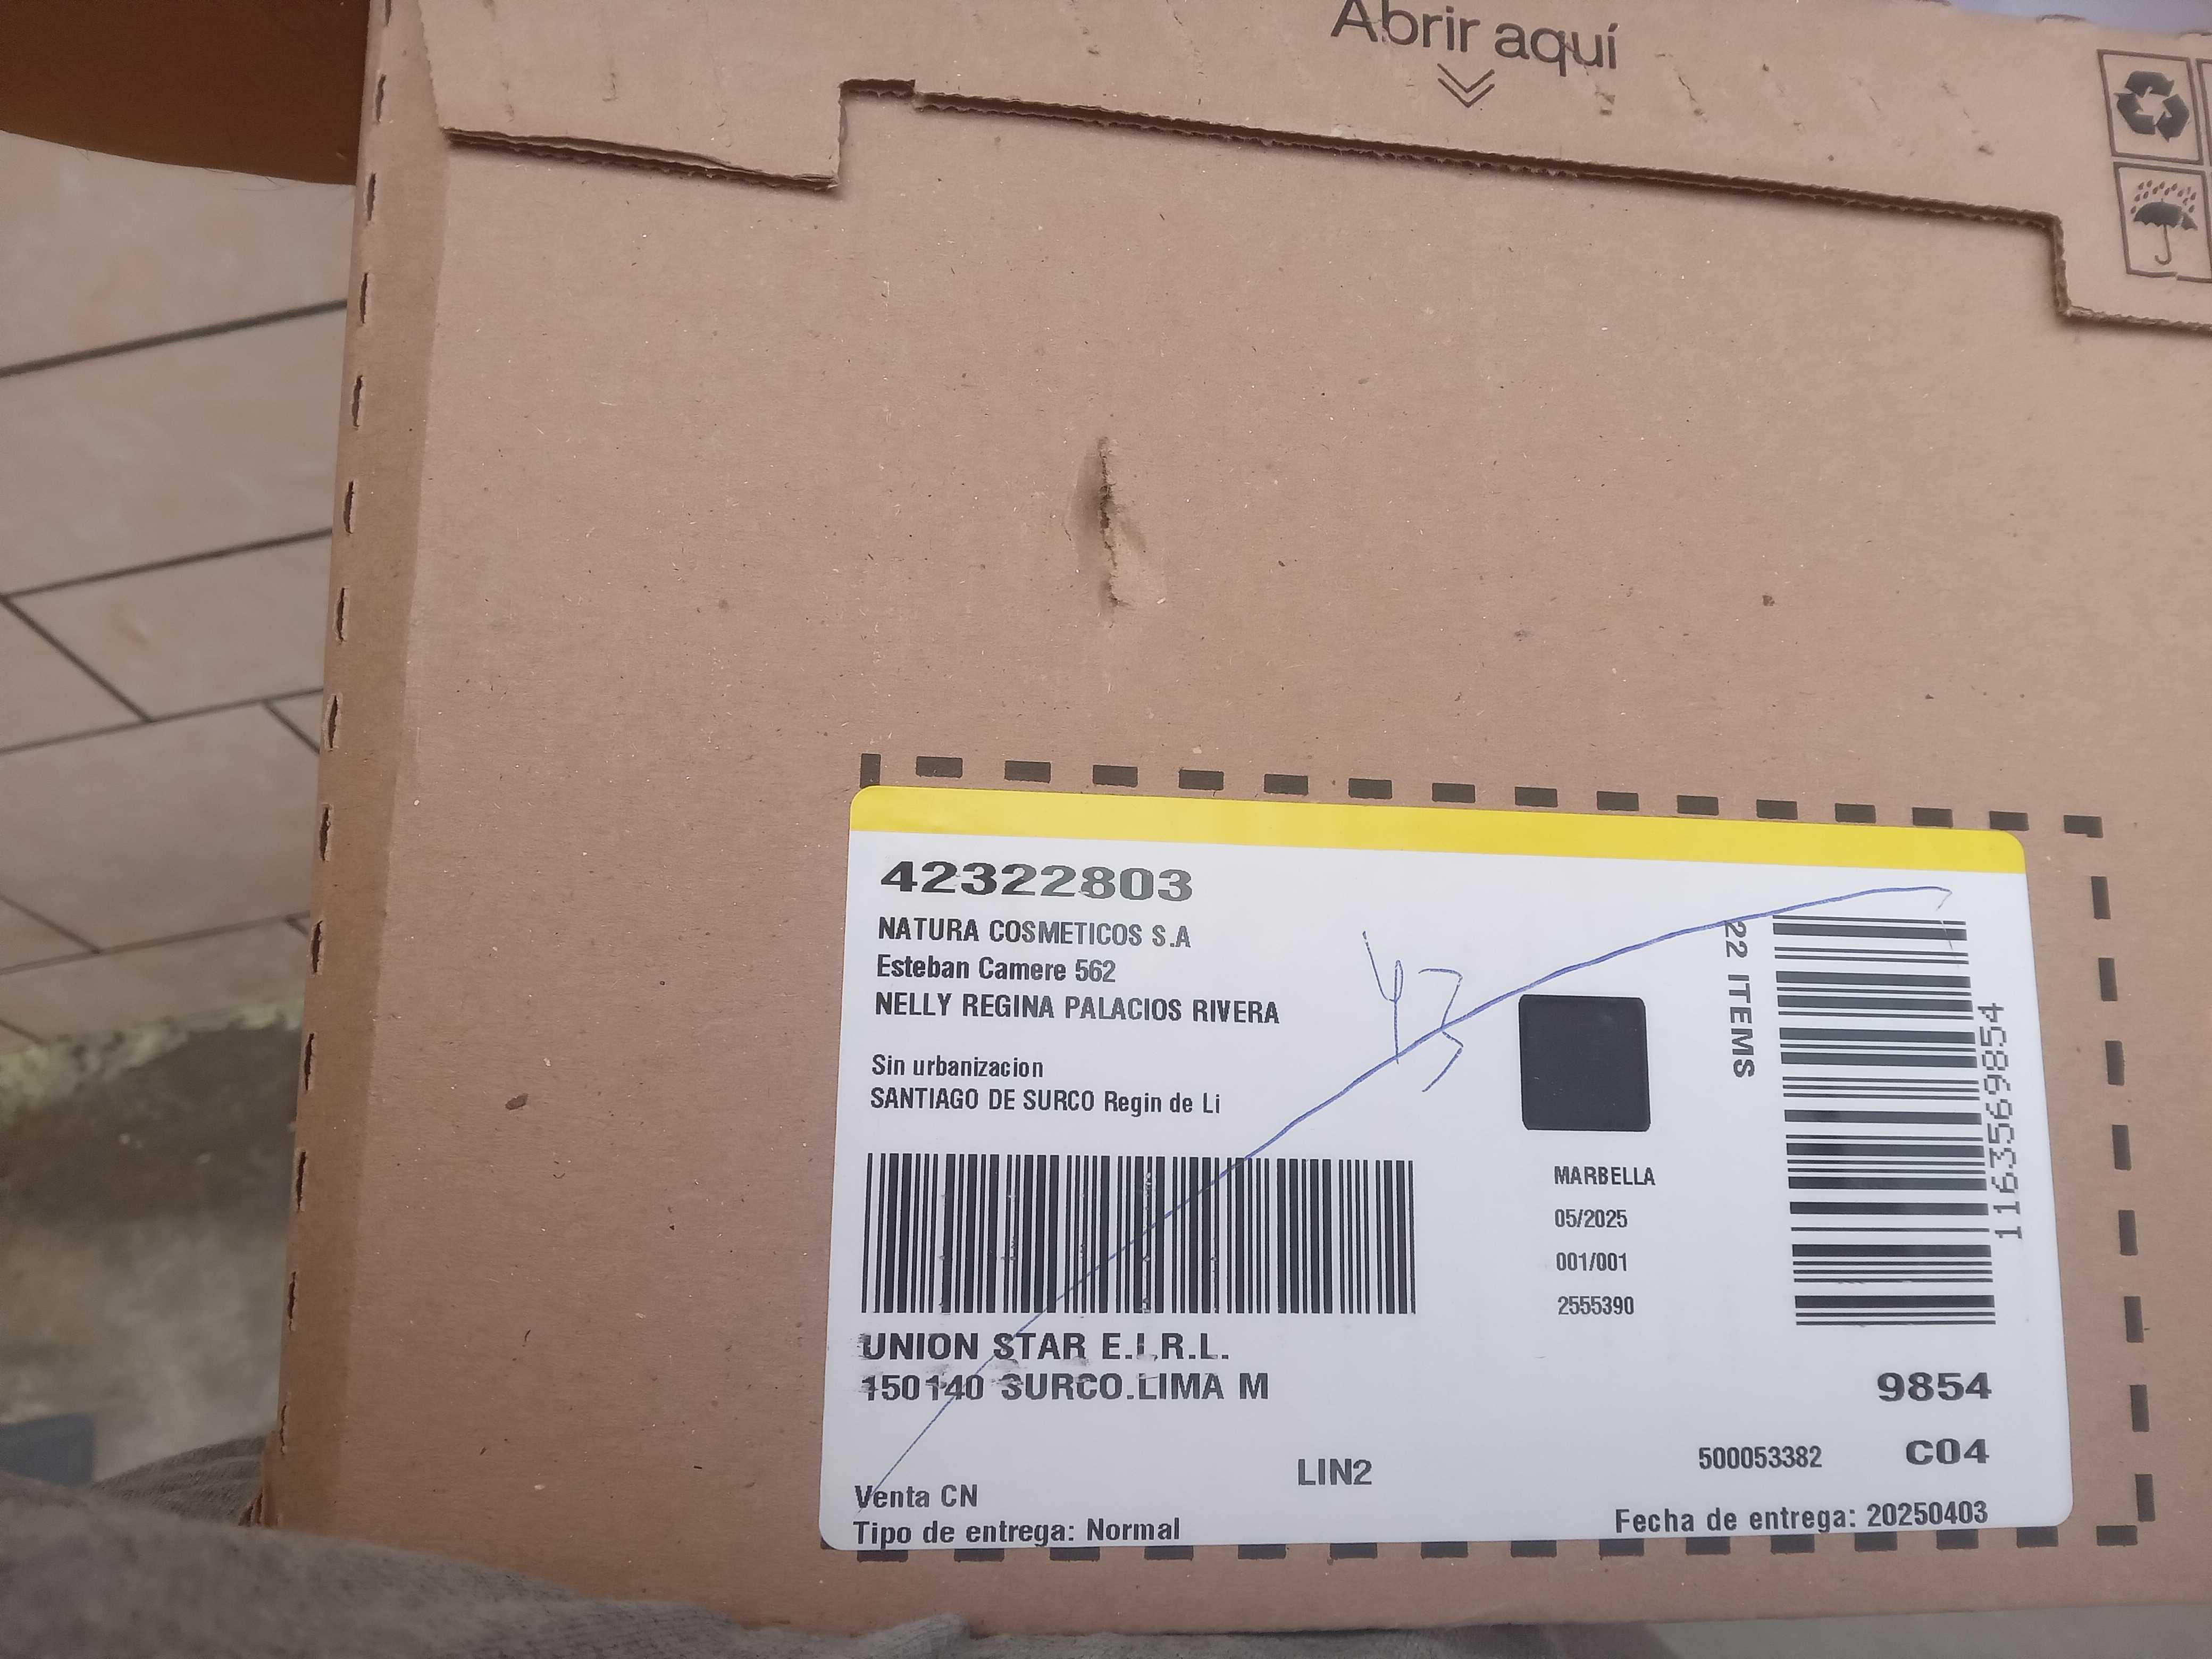 Abrir aquí
42322803
NATURA COSMETICOS S.A
Esteban Camere 562
NELLY REGINA PALACIOS RIVERA
Sin urbanizacion
SANTIAGO DE SURCO Regin de Li
43
22 ITEMS
1163569854
MARBELLA
05/2025
001/001
2555390
UNION STAR E.I.R.L.
150140 SURCO.LIMA M
9854
500053382 C04
LIN2
Venta CN
Tipo de entrega: Normal
Fecha de entrega: 20250403